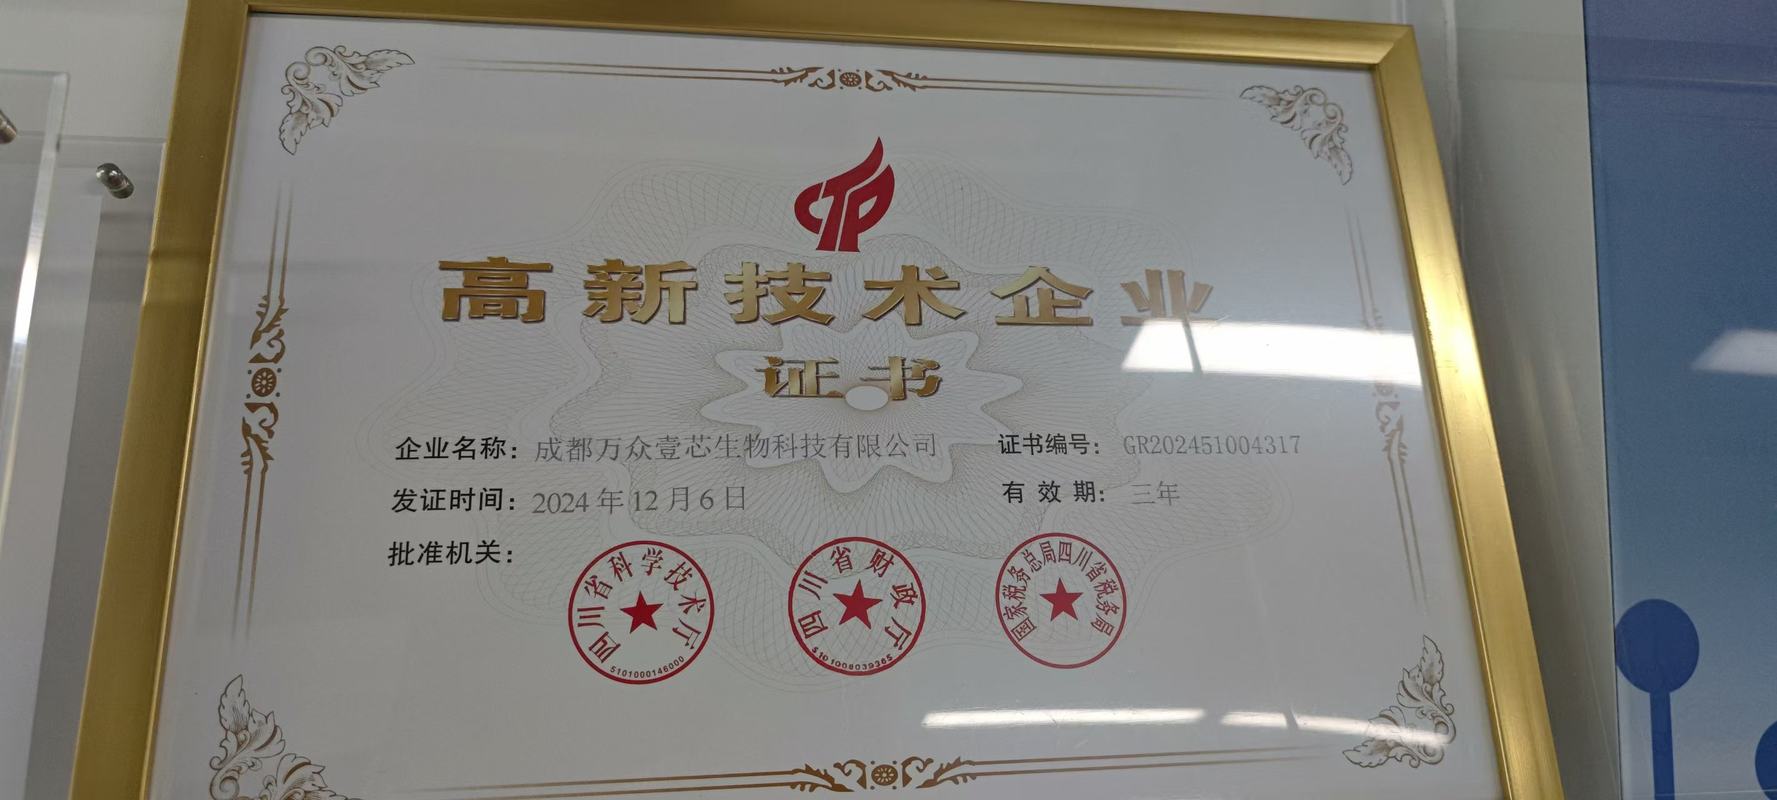 高新技术企业
证书
企业名称：成都万众壹芯生物科技有限公司 证书编号：GR202451004317
发证时间：2024年12月6日 有效期：三年
批准机关：
四川省科学技术厅
5101000146000
四川省财政厅
5101008039365
国家税务总局四川省税务局